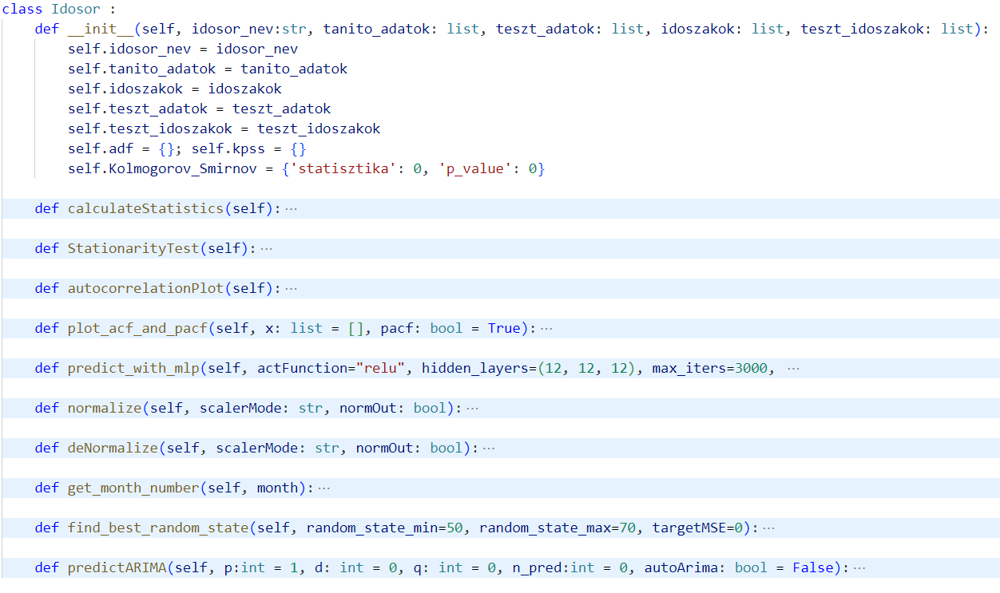 class Idosor :
    def __init__(self, idosor_nev:str, tanito_adatok: list, teszt_adatok: list, idoszakok: list, teszt_idoszakok: list):
        self.idosor_nev = idosor_nev
        self.tanito_adatok = tanito_adatok
        self.idoszakok = idoszakok
        self.teszt_adatok = teszt_adatok
        self.teszt_idoszakok = teszt_idoszakok
        self.adf = {}; self.kpss = {}
        self.Kolmogorov_Smirnov = {'statisztika': 0, 'p_value': 0}
    def calculateStatistics(self):···
    def StationarityTest(self):···
    def autocorrelationPlot(self):···
    def plot_acf_and_pacf(self, x: list = [], pacf: bool = True):···
    def predict_with_mlp(self, actFunction="relu", hidden_layers=(12, 12, 12), max_iters=3000, ···
    def normalize(self, scalerMode: str, normOut: bool):···
    def deNormalize(self, scalerMode: str, normOut: bool):···
    def get_month_number(self, month):···
    def find_best_random_state(self, random_state_min=50, random_state_max=70, targetMSE=0):···
    def predictARIMA(self, p:int = 1, d: int = 0, q: int = 0, n_pred:int = 0, autoArima: bool = False):···